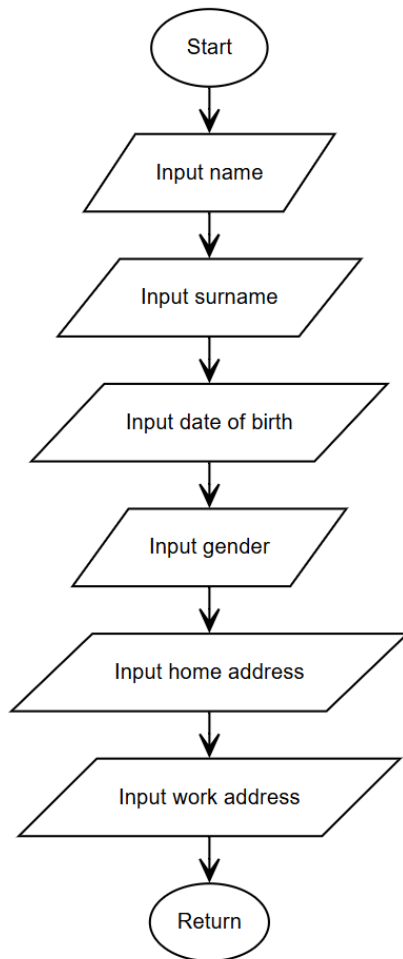 Start
Input name
Input surname
Input date of birth
Input gender
Input home address
Input work address
Return